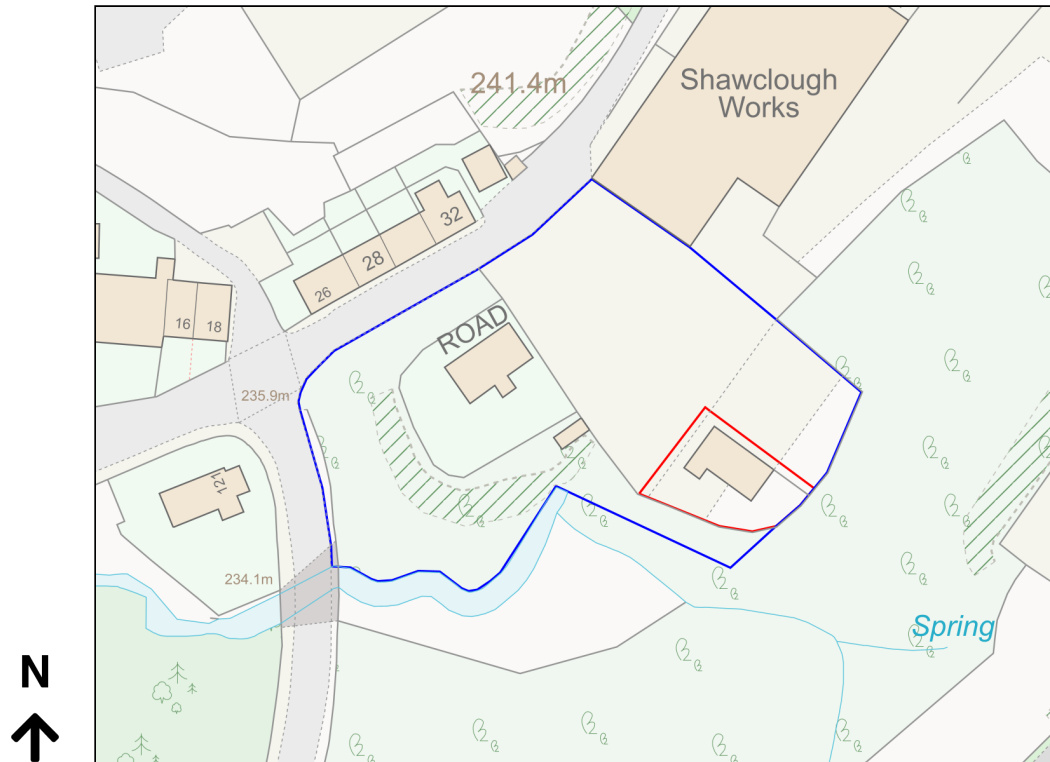 241.4m
Shawclough
Works
32
28
26
16
18
ROAD
235.9m
121
234.1m
Spring
N